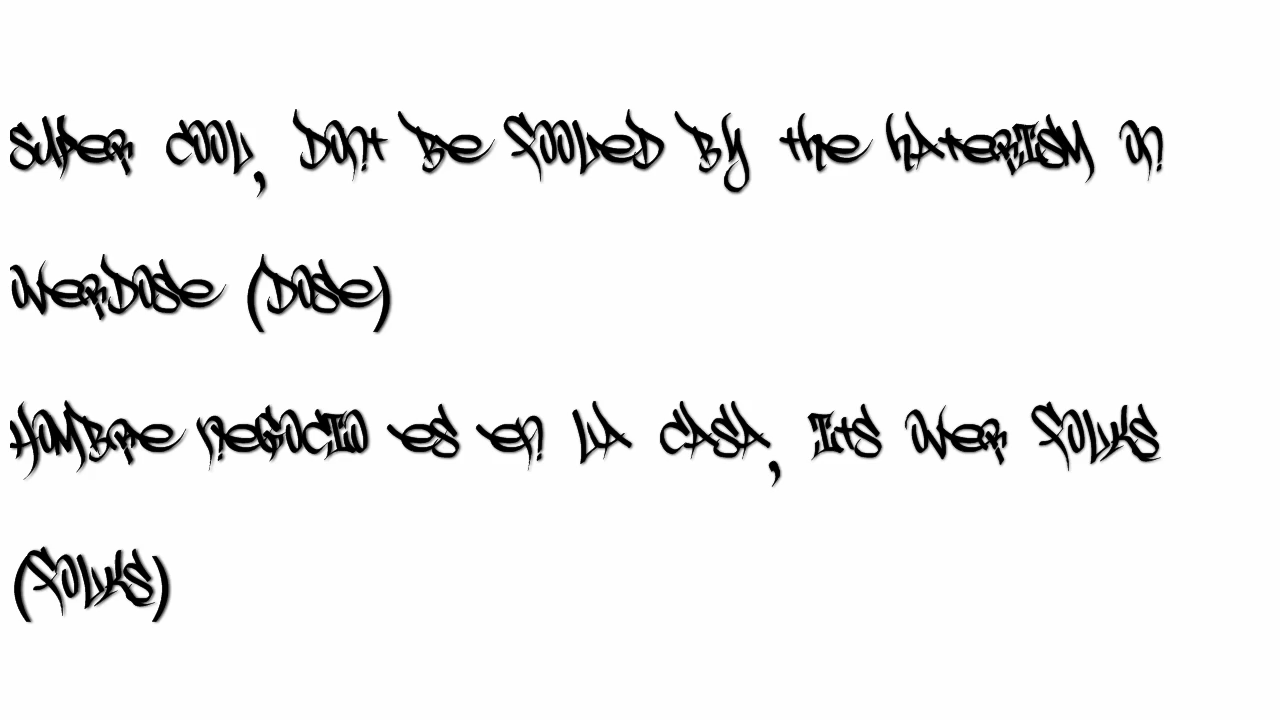 Super cool, Dont Be fooled By the haterism on
overdose (Dose)
Hombre negocio es en la casa, Its over folks
(folks)